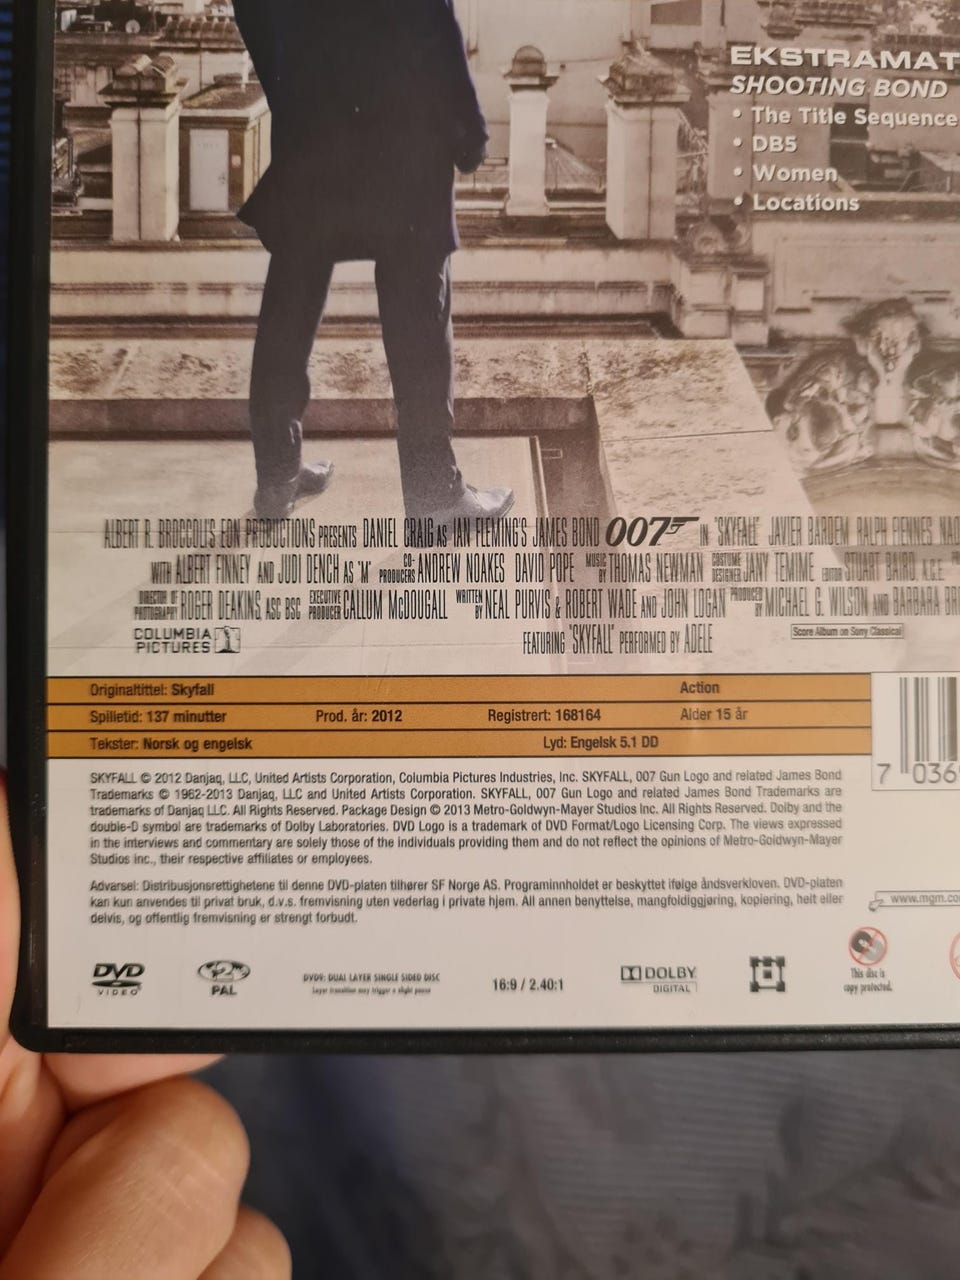 EKSTRAMAT
SHOOTING BOND
• The Title Sequence
• DB5
• Women
• Locations
ALBERT R. BROCCOLI'S EON PRODUCTIONS PRESENTS DANIEL CRAIG AS IAN FLEMING'S JAMES BOND 007 IN "SKYFALL" JAVIER BARDEM RALPH FIENNES
WITH ALBERT FINNEY AND JUDI DENCH AS 'M' CO-PRODUCERS ANDREW NOAKES DAVID POPE MUSIC BY THOMAS NEWMAN COSTUME DESIGNER JANY TEMIME EDITOR STUART BAIRD, A.C.E.
DIRECTOR OF PHOTOGRAPHY ROGER DEAKINS, ASC BSC EXECUTIVE PRODUCER CALLUM McDOUGALL WRITTEN BY NEAL PURVIS & ROBERT WADE AND JOHN LOGAN PRODUCED BY MICHAEL G. WILSON AND BARBARA
COLUMBIA
PICTURES
FEATURING "SKYFALL" PERFORMED BY ADELE
Score Album on Sony Classical
Originaltittel: Skyfall Action
Spilletid: 137 minutter Prod. år: 2012 Registrert: 168164 Alder 15 år
Tekster: Norsk og engelsk Lyd: Engelsk 5.1 DD
7 036
SKYFALL © 2012 Danjaq, LLC, United Artists Corporation, Columbia Pictures Industries, Inc. SKYFALL, 007 Gun Logo and related James Bond
Trademarks © 1962-2013 Danjaq, LLC and United Artists Corporation. SKYFALL, 007 Gun Logo and related James Bond Trademarks are
trademarks of Danjaq LLC. All Rights Reserved. Package Design © 2013 Metro-Goldwyn-Mayer Studios Inc. All Rights Reserved. Dolby and the
double-D symbol are trademarks of Dolby Laboratories. DVD Logo is a trademark of DVD Format/Logo Licensing Corp. The views expressed
in the interviews and commentary are solely those of the individuals providing them and do not reflect the opinions of Metro-Goldwyn-Mayer
Studios Inc., their respective affiliates or employees.
Advarsel: Distribusjonsrettighetene til denne DVD-platen tilhører SF Norge AS. Programinnholdet er beskyttet ifølge åndsverkloven. DVD-platen
kan kun anvendes til privat bruk, d.v.s. fremvisning uten vederlag i private hjem. All annen benyttelse, mangfoldiggjøring, kopiering, helt eller
delvis, og offentlig fremvisning er strengt forbudt.
www.mgm.co
DVD
VIDEO
2
PAL
DVD9: DUAL LAYER SINGLE SIDED DISC
Layer transition may trigger a slight pause
16:9 / 2.40:1
DOLBY
DIGITAL
This disc is
copy protected.